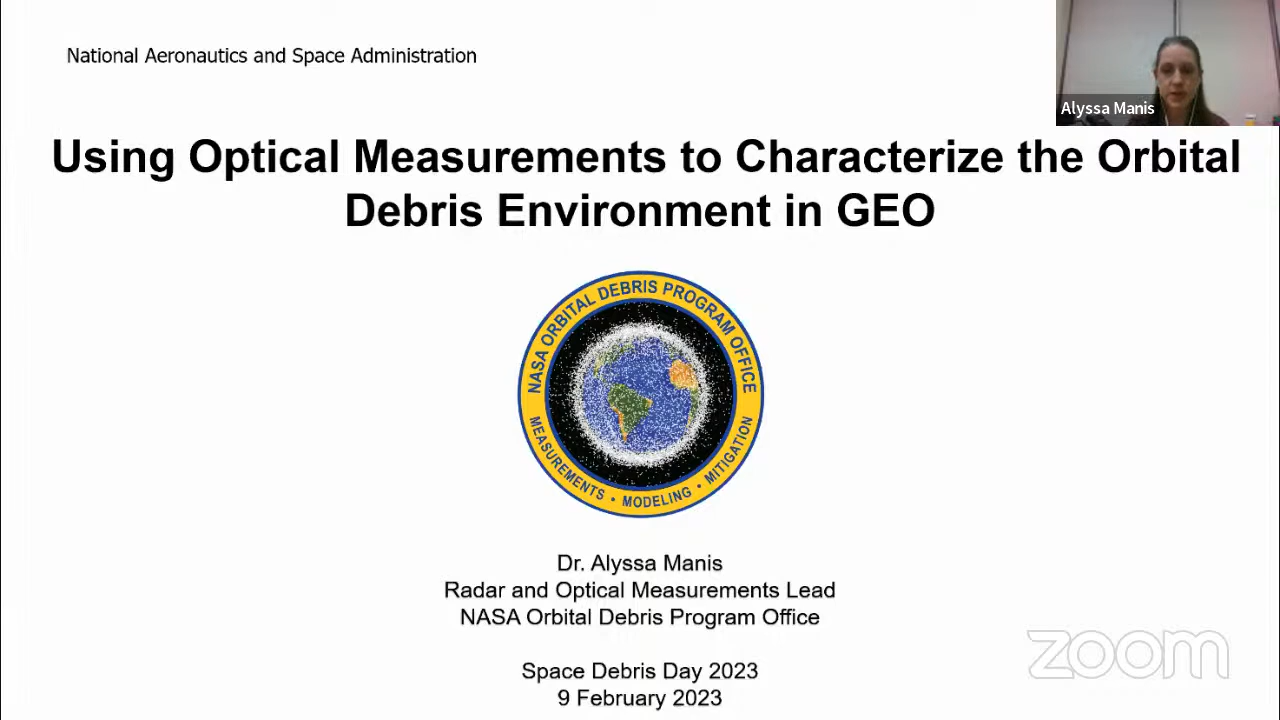 National Aeronautics and Space Administration
Alyssa Manis
Using Optical Measurements to Characterize the Orbital
Debris Environment in GEO
NASA ORBITAL DEBRIS PROGRAM OFFICE
MEASUREMENTS • MODELING • MITIGATION
Dr. Alyssa Manis
Radar and Optical Measurements Lead
NASA Orbital Debris Program Office
Space Debris Day 2023
9 February 2023
zoom